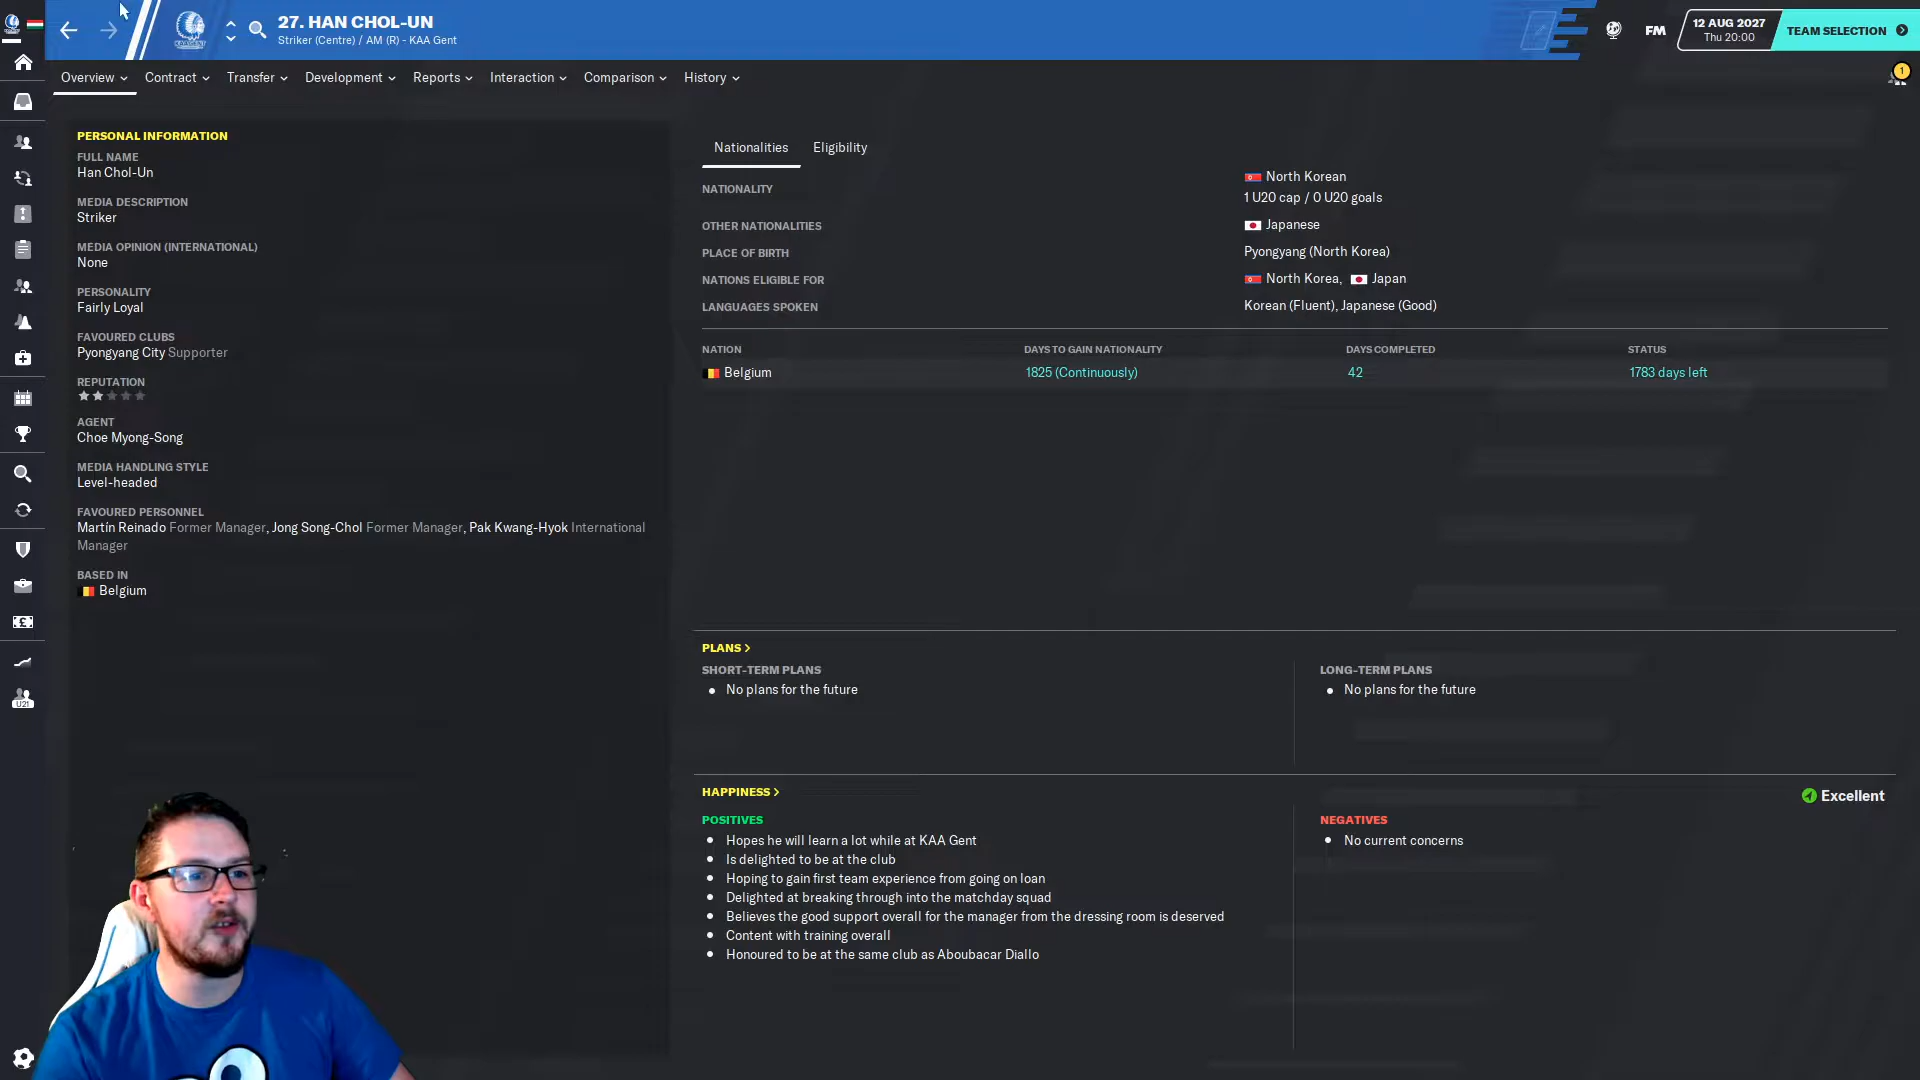 27. HAN CHOL-UN
Striker (Centre) / AM (R) - KAA Gent
FM
12 AUG 2027
Thu 20:00
TEAM SELECTION
Overview
Contract
Transfer
Development
Reports
Interaction
Comparison
History
1
PERSONAL INFORMATION
FULL NAME
Han Chol-Un
MEDIA DESCRIPTION
Striker
MEDIA OPINION (INTERNATIONAL)
None
PERSONALITY
Fairly Loyal
FAVOURED CLUBS
Pyongyang City Supporter
REPUTATION
AGENT
Choe Myong-Song
MEDIA HANDLING STYLE
Level-headed
FAVOURED PERSONNEL
Martín Reinado Former Manager, Jong Song-Chol Former Manager, Pak Kwang-Hyok International
Manager
BASED IN
Belgium
Nationalities
Eligibility
NATIONALITY
North Korean
1 U20 cap / 0 U20 goals
OTHER NATIONALITIES
Japanese
PLACE OF BIRTH
Pyongyang (North Korea)
NATIONS ELIGIBLE FOR
North Korea, Japan
LANGUAGES SPOKEN
Korean (Fluent), Japanese (Good)
NATION
DAYS TO GAIN NATIONALITY
DAYS COMPLETED
STATUS
Belgium
1825 (Continuously)
42
1783 days left
PLANS >
SHORT-TERM PLANS
• No plans for the future
LONG-TERM PLANS
• No plans for the future
HAPPINESS >
Excellent
POSITIVES
• Hopes he will learn a lot while at KAA Gent
• Is delighted to be at the club
• Hoping to gain first team experience from going on loan
• Delighted at breaking through into the matchday squad
• Believes the good support overall for the manager from the dressing room is deserved
• Content with training overall
• Honoured to be at the same club as Aboubacar Diallo
NEGATIVES
• No current concerns
U21